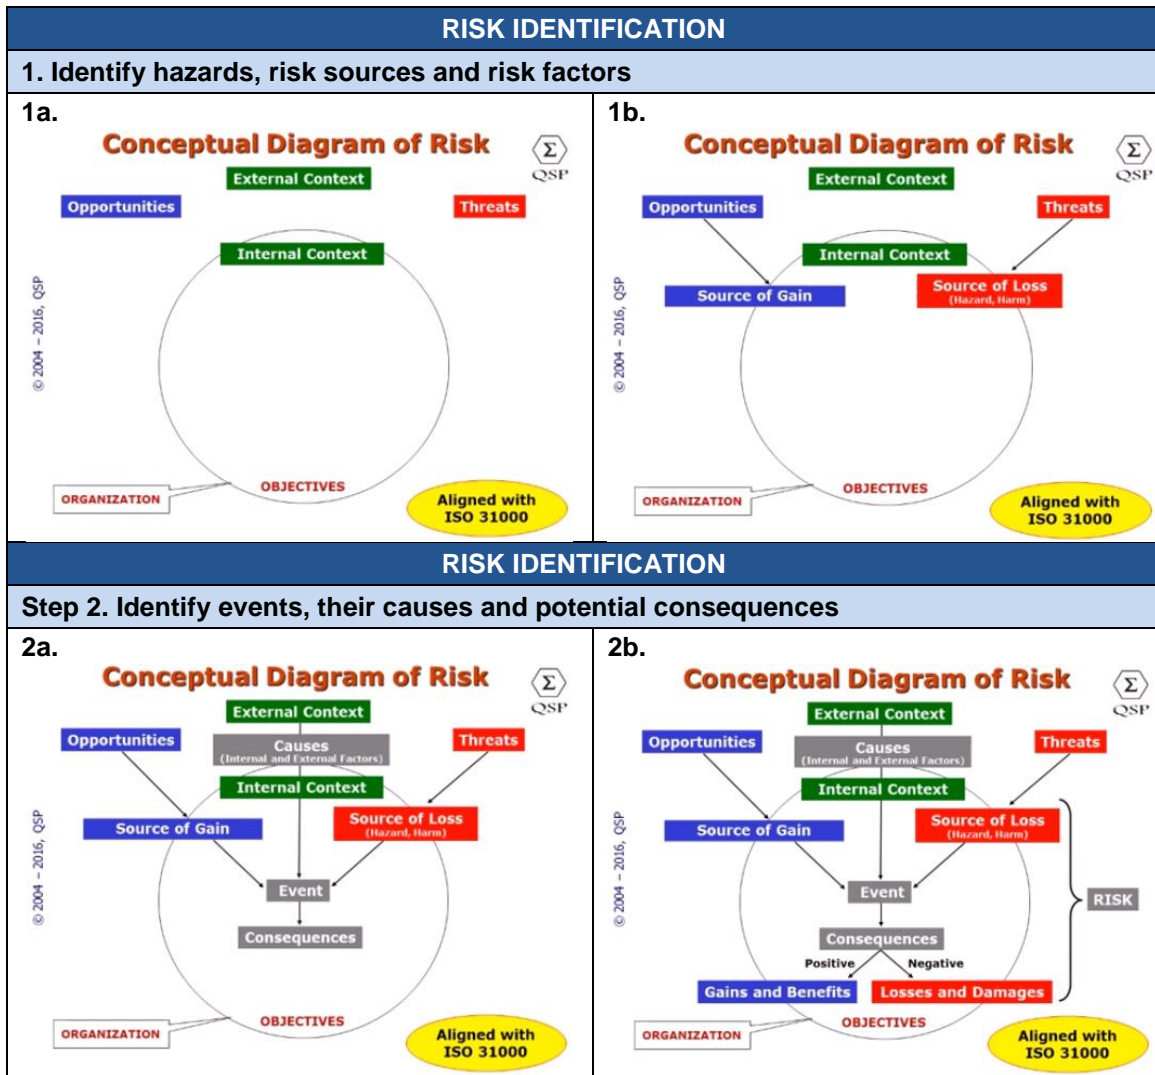 RISK IDENTIFICATION
1. Identify hazards, risk sources and risk factors
1a.
Conceptual Diagram of Risk
Σ
QSP
External Context
Opportunities
Threats
Internal Context
© 2004 – 2016, QSP
OBJECTIVES
ORGANIZATION
Aligned with
ISO 31000
1b.
Conceptual Diagram of Risk
Σ
QSP
External Context
Opportunities
Threats
Internal Context
Source of Gain
Source of Loss
(Hazard, Harm)
© 2004 – 2016, QSP
OBJECTIVES
ORGANIZATION
Aligned with
ISO 31000
RISK IDENTIFICATION
Step 2. Identify events, their causes and potential consequences
2a.
Conceptual Diagram of Risk
Σ
QSP
External Context
Opportunities
Causes
(Internal and External Factors)
Threats
Internal Context
Source of Gain
Source of Loss
(Hazard, Harm)
© 2004 – 2016, QSP
Event
Consequences
OBJECTIVES
ORGANIZATION
Aligned with
ISO 31000
2b.
Conceptual Diagram of Risk
Σ
QSP
External Context
Opportunities
Causes
(Internal and External Factors)
Threats
Internal Context
Source of Gain
Source of Loss
(Hazard, Harm)
© 2004 – 2016, QSP
Event
RISK
Consequences
Positive Negative
Gains and Benefits
Losses and Damages
OBJECTIVES
ORGANIZATION
Aligned with
ISO 31000